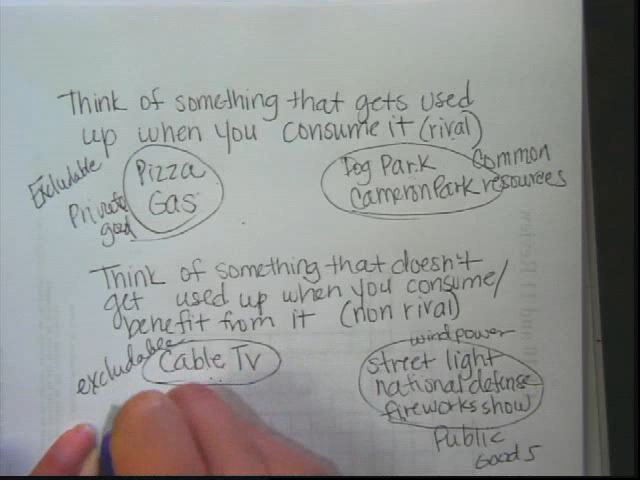 Think of something that gets used
up when you consume it (rival)
Excludable
Pizza
Gas
Private
good
Dog Park
Cameron Park
Common
resources
Think of something that doesn't
get used up when you consume/
benefit from it (non rival)
excludable
Cable TV
wind power
street light
national defense
fireworks show
Public
Goods